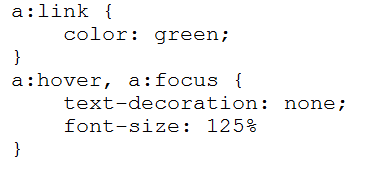 a:link {
    color: green;
}
a:hover, a:focus {
    text-decoration: none;
    font-size: 125%
}